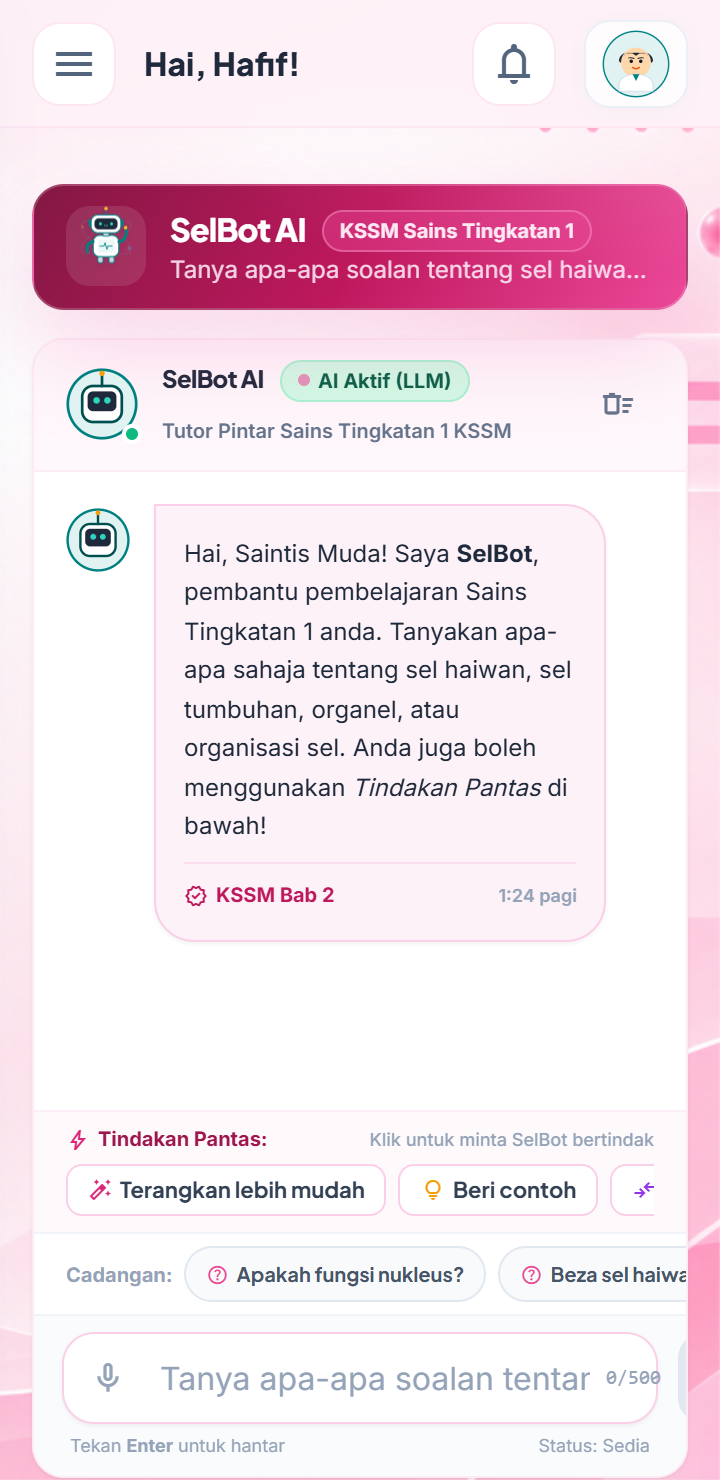 Hai, Hafif!
SelBot AI
KSSM Sains Tingkatan 1
Tanya apa-apa soalan tentang sel haiwa...
SelBot AI
AI Aktif (LLM)
Tutor Pintar Sains Tingkatan 1 KSSM
Hai, Saintis Muda! Saya SelBot,
pembantu pembelajaran Sains
Tingkatan 1 anda. Tanyakan apa-
apa sahaja tentang sel haiwan, sel
tumbuhan, organel, atau
organisasi sel. Anda juga boleh
menggunakan Tindakan Pantas di
bawah!
KSSM Bab 2
1:24 pagi
Tindakan Pantas:
Klik untuk minta SelBot bertindak
Terangkan lebih mudah
Beri contoh
Cadangan:
Apakah fungsi nukleus?
Beza sel haiwa
Tanya apa-apa soalan tentar
0/500
Tekan Enter untuk hantar
Status: Sedia